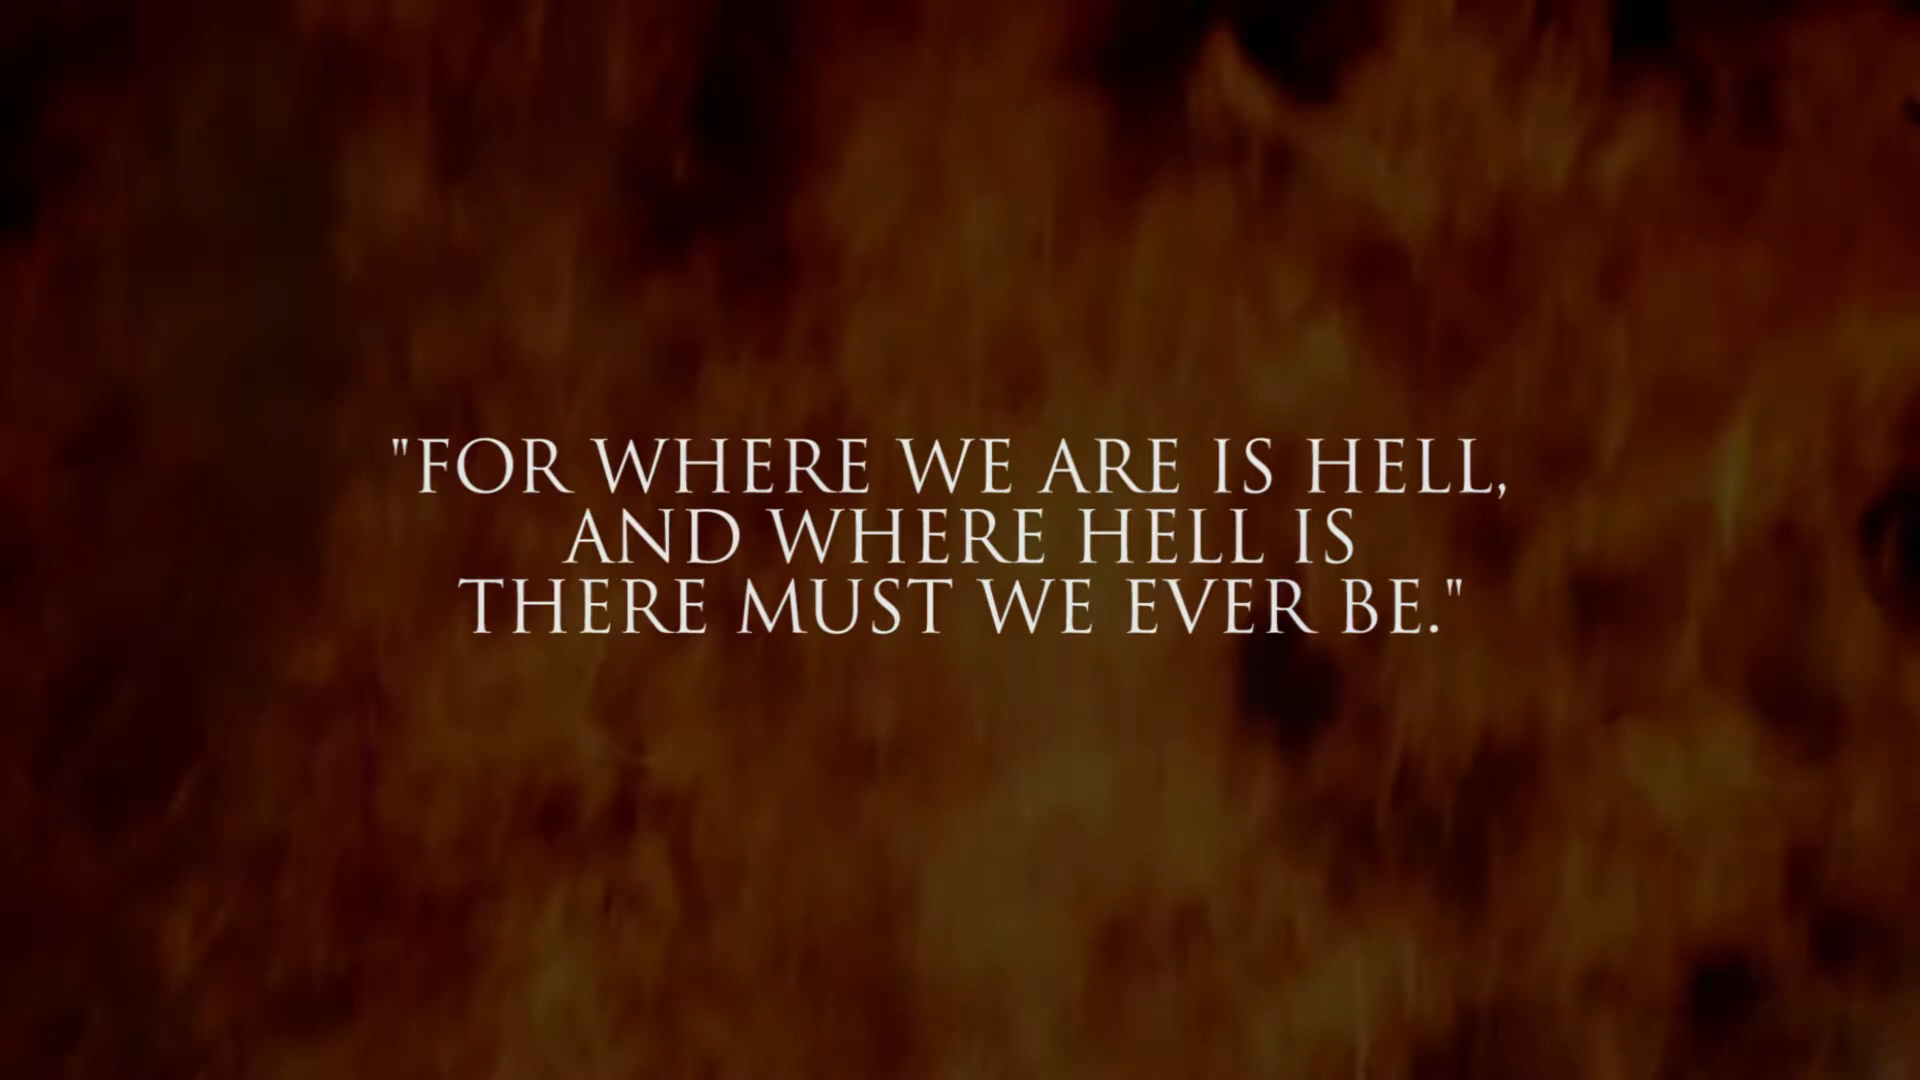 "FOR WHERE WE ARE IS HELL,
AND WHERE HELL IS
THERE MUST WE EVER BE."